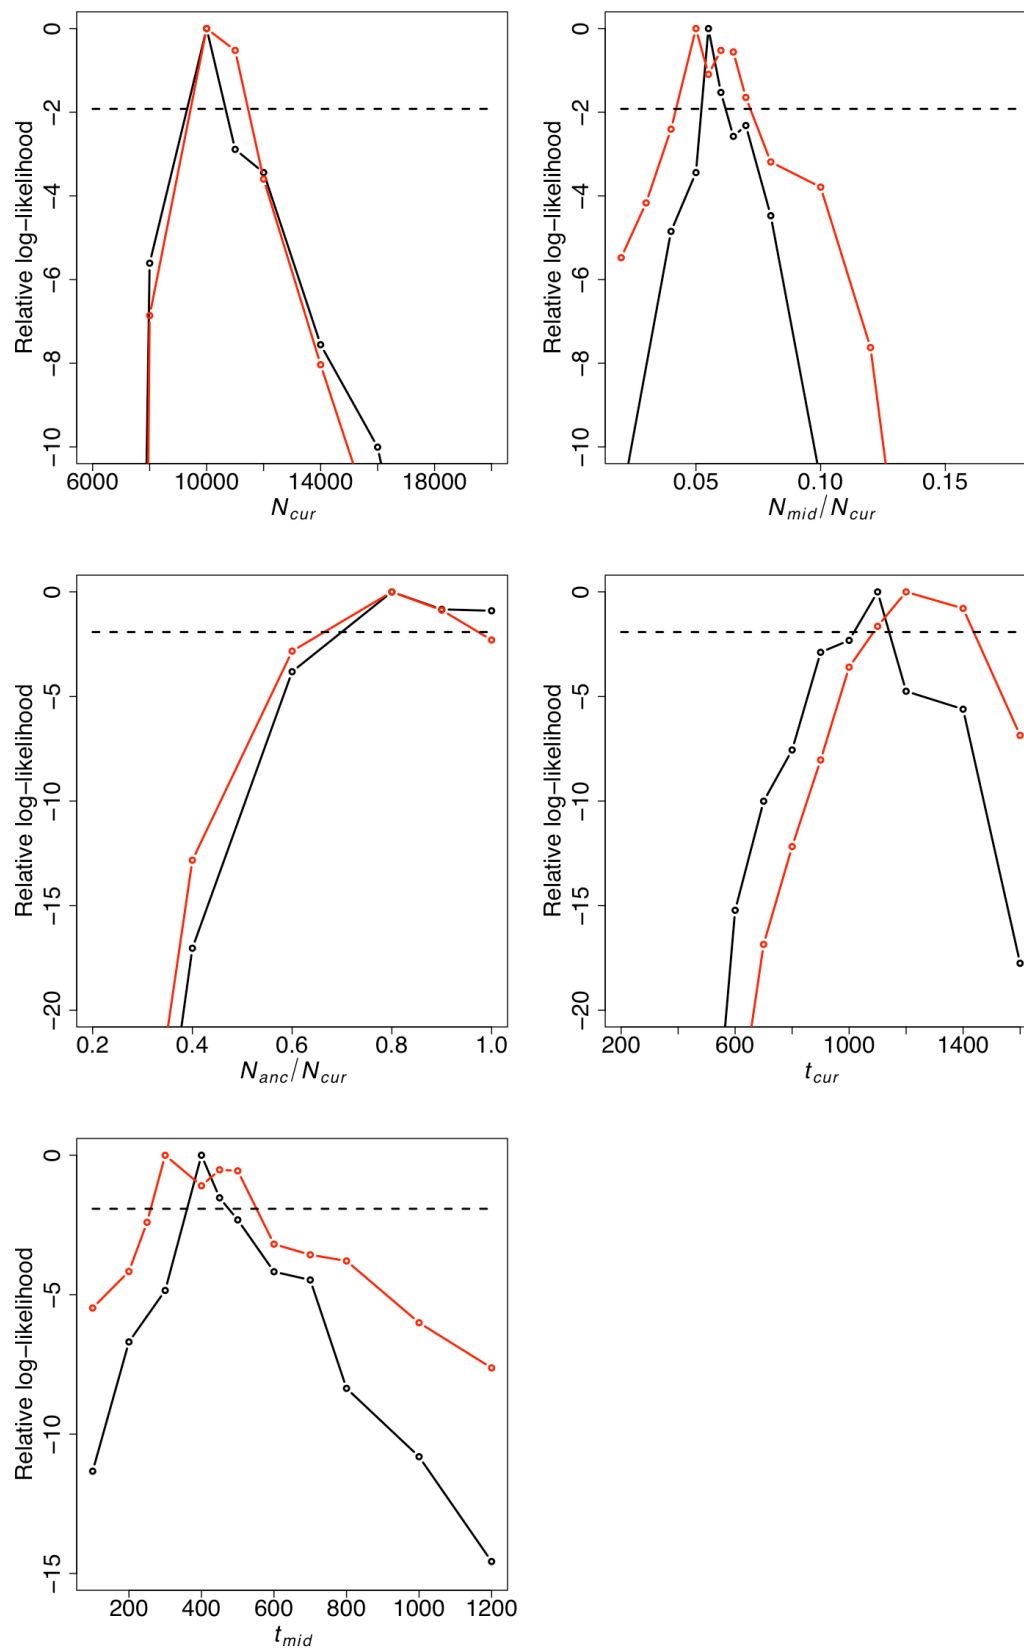 0
-2
-4
-6
-8
-10
Relative log-likelihood
6000 10000 14000 18000
N_cur
0
-2
-4
-6
-8
-10
Relative log-likelihood
0.05 0.10 0.15
N_mid/N_cur
0
-5
-10
-15
-20
Relative log-likelihood
0.2 0.4 0.6 0.8 1.0
N_anc/N_cur
0
-5
-10
-15
-20
Relative log-likelihood
200 600 1000 1400
t_cur
0
-5
-10
-15
Relative log-likelihood
200 400 600 800 1000 1200
t_mid